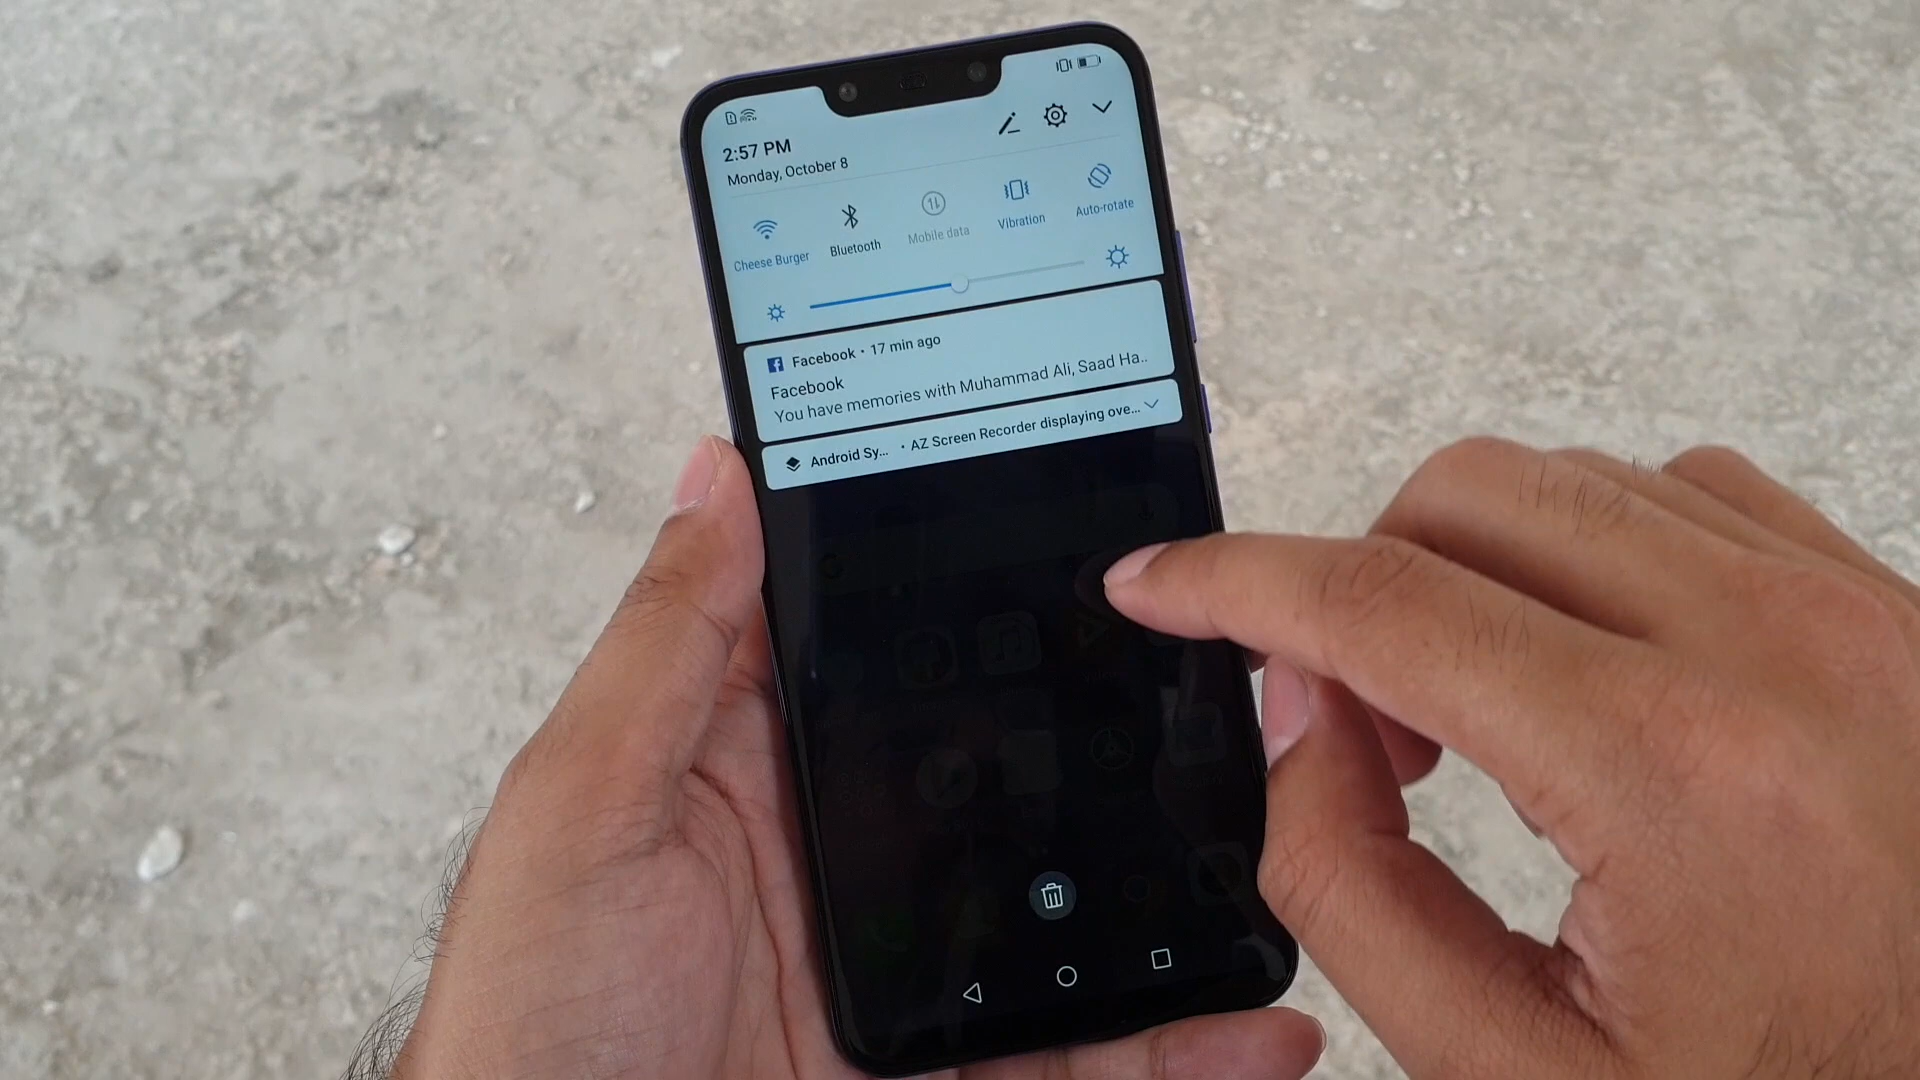 2:57 PM
Monday, October 8
Cheese Burger
Bluetooth
Mobile data
Vibration
Auto-rotate
Facebook · 17 min ago
Facebook
You have memories with Muhammad Ali, Saad Ha..
Android Sy... · AZ Screen Recorder displaying ove...